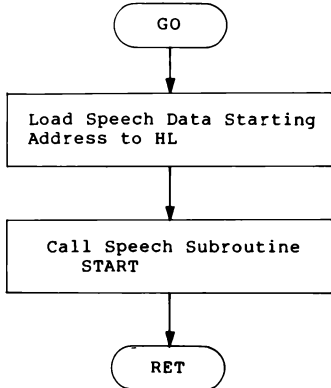 GO
Load Speech Data Starting
Address to HL
Call Speech Subroutine
START
RET